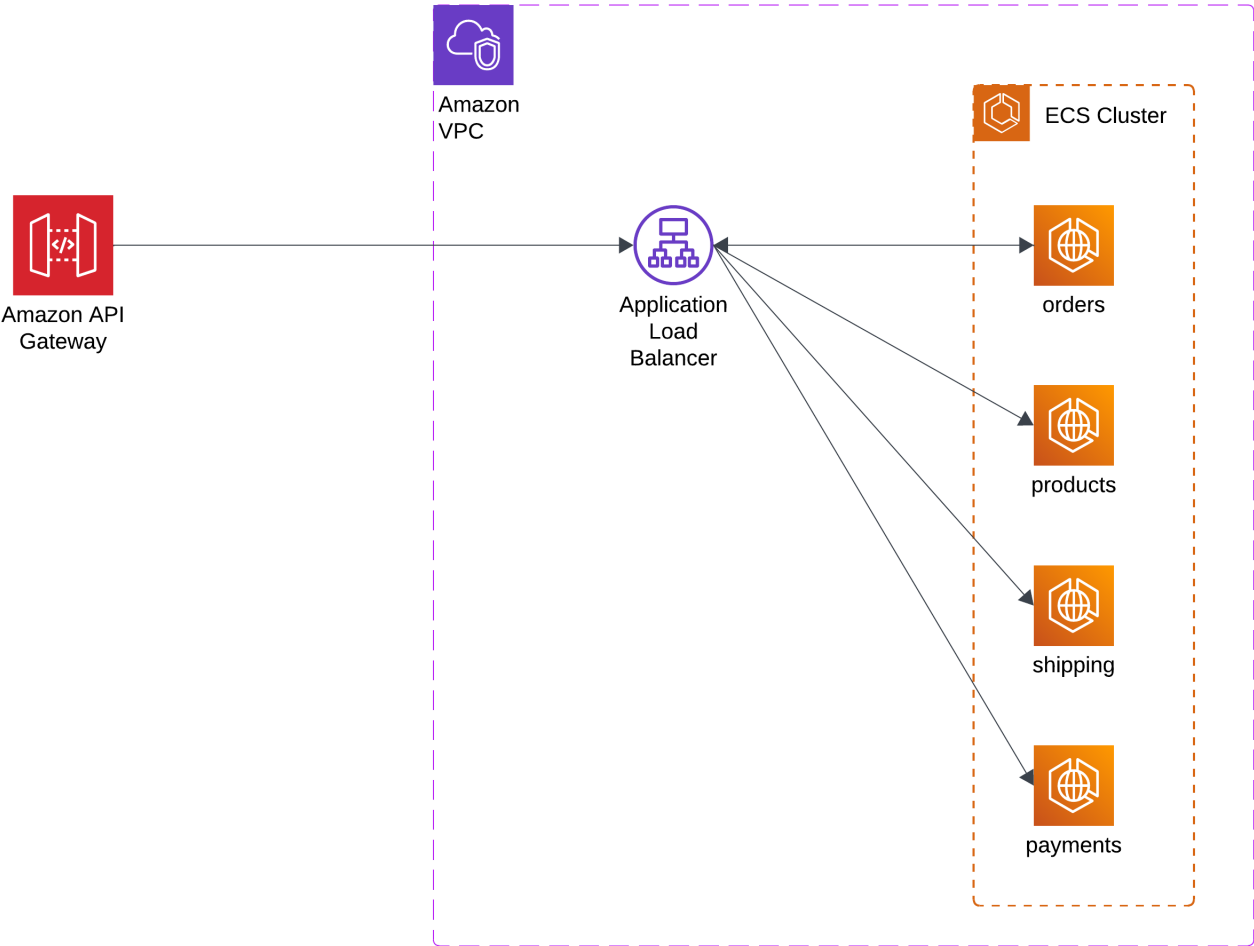 Amazon
VPC
ECS Cluster
</>
Amazon API
Gateway
Application
Load
Balancer
orders
products
shipping
payments